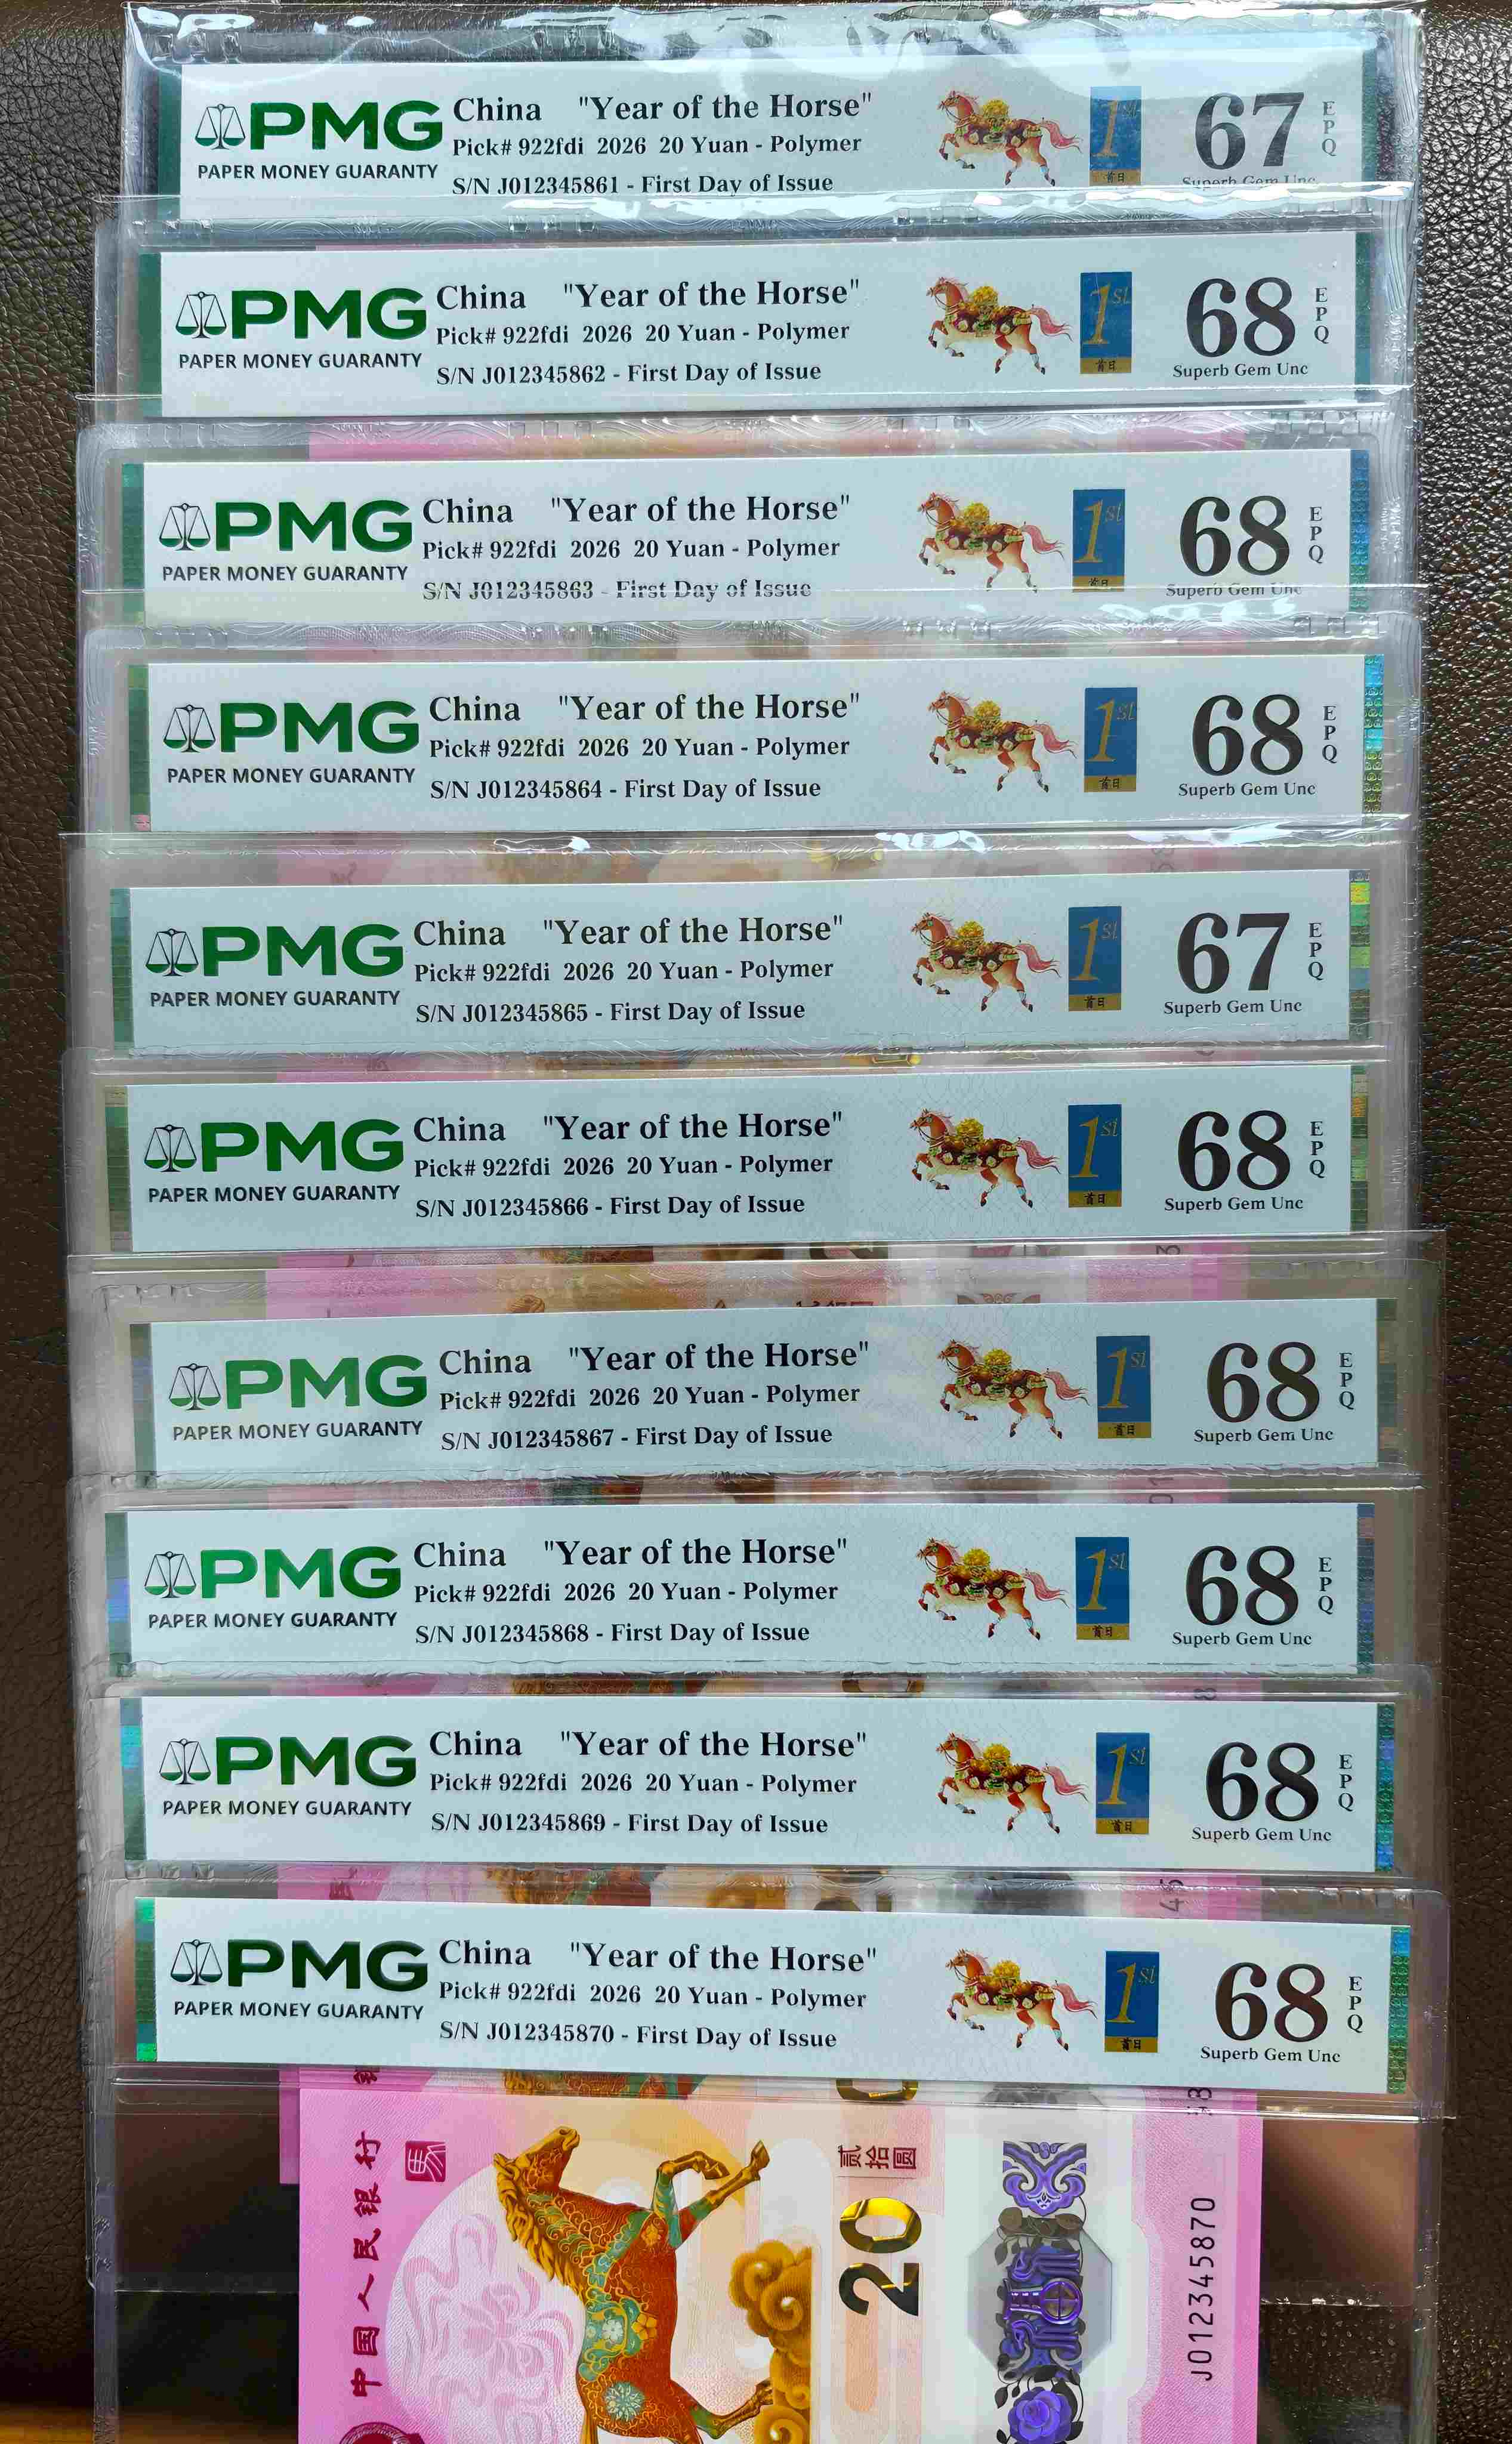 PMG China "Year of the Horse" 1st 67 EPQ
Pick# 922fdi 2026 20 Yuan - Polymer
PAPER MONEY GUARANTY S/N J012345861 - First Day of Issue 首日 Superb Gem Unc
PMG China "Year of the Horse" 1st 68 EPQ
Pick# 922fdi 2026 20 Yuan - Polymer
PAPER MONEY GUARANTY S/N J012345862 - First Day of Issue 首日 Superb Gem Unc
PMG China "Year of the Horse" 1st 68 EPQ
Pick# 922fdi 2026 20 Yuan - Polymer
PAPER MONEY GUARANTY S/N J012345863 - First Day of Issue 首日 Superb Gem Unc
PMG China "Year of the Horse" 1st 68 EPQ
Pick# 922fdi 2026 20 Yuan - Polymer
PAPER MONEY GUARANTY S/N J012345864 - First Day of Issue 首日 Superb Gem Unc
PMG China "Year of the Horse" 1st 67 EPQ
Pick# 922fdi 2026 20 Yuan - Polymer
PAPER MONEY GUARANTY S/N J012345865 - First Day of Issue 首日 Superb Gem Unc
PMG China "Year of the Horse" 1st 68 EPQ
Pick# 922fdi 2026 20 Yuan - Polymer
PAPER MONEY GUARANTY S/N J012345866 - First Day of Issue 首日 Superb Gem Unc
PMG China "Year of the Horse" 1st 68 EPQ
Pick# 922fdi 2026 20 Yuan - Polymer
PAPER MONEY GUARANTY S/N J012345867 - First Day of Issue 首日 Superb Gem Unc
PMG China "Year of the Horse" 1st 68 EPQ
Pick# 922fdi 2026 20 Yuan - Polymer
PAPER MONEY GUARANTY S/N J012345868 - First Day of Issue 首日 Superb Gem Unc
PMG China "Year of the Horse" 1st 68 EPQ
Pick# 922fdi 2026 20 Yuan - Polymer
PAPER MONEY GUARANTY S/N J012345869 - First Day of Issue 首日 Superb Gem Unc
PMG China "Year of the Horse" 1st 68 EPQ
Pick# 922fdi 2026 20 Yuan - Polymer
PAPER MONEY GUARANTY S/N J012345870 - First Day of Issue 首日 Superb Gem Unc
中国人民银行
贰拾圆
20
J012345870